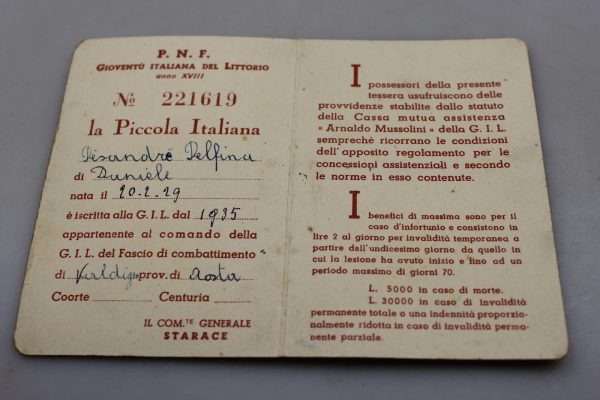 P. N. F.
GIOVENTÙ ITALIANA DEL LITTORIO
anno XVIII
No 221619
la Piccola Italiana
Désandré Delfina
di Danièle
nata il 20.2.29
è iscritta alla G.I.L. dal 1935
appartenente al comando della
G.I.L. del Fascio di combattimento
di prov. di Aosta
Coorte Centuria
IL COM.TE GENERALE
STARACE
I possessori della presente
tessera usufruiscono delle
provvidenze stabilite dallo statuto
della Cassa mutua assistenza
« Arnaldo Mussolini » della G. I. L.
sempreché ricorrano le condizioni
dell'apposito regolamento per le
concessioni assistenziali e secondo
le norme in esso contenute.
I benefici di massima sono per il
caso d'infortunio e consistono in
lire 2 al giorno per invalidità temporanea a
partire dall'undicesimo giorno da quello in
cui la lesione ha avuto inizio e fino ad un
periodo massimo di giorni 70.
L. 5000 in caso di morte.
L. 30000 in caso di invalidità
permanente totale o una indennità proporzio-
nalmente ridotta in caso di invalidità perma-
nente parziale.